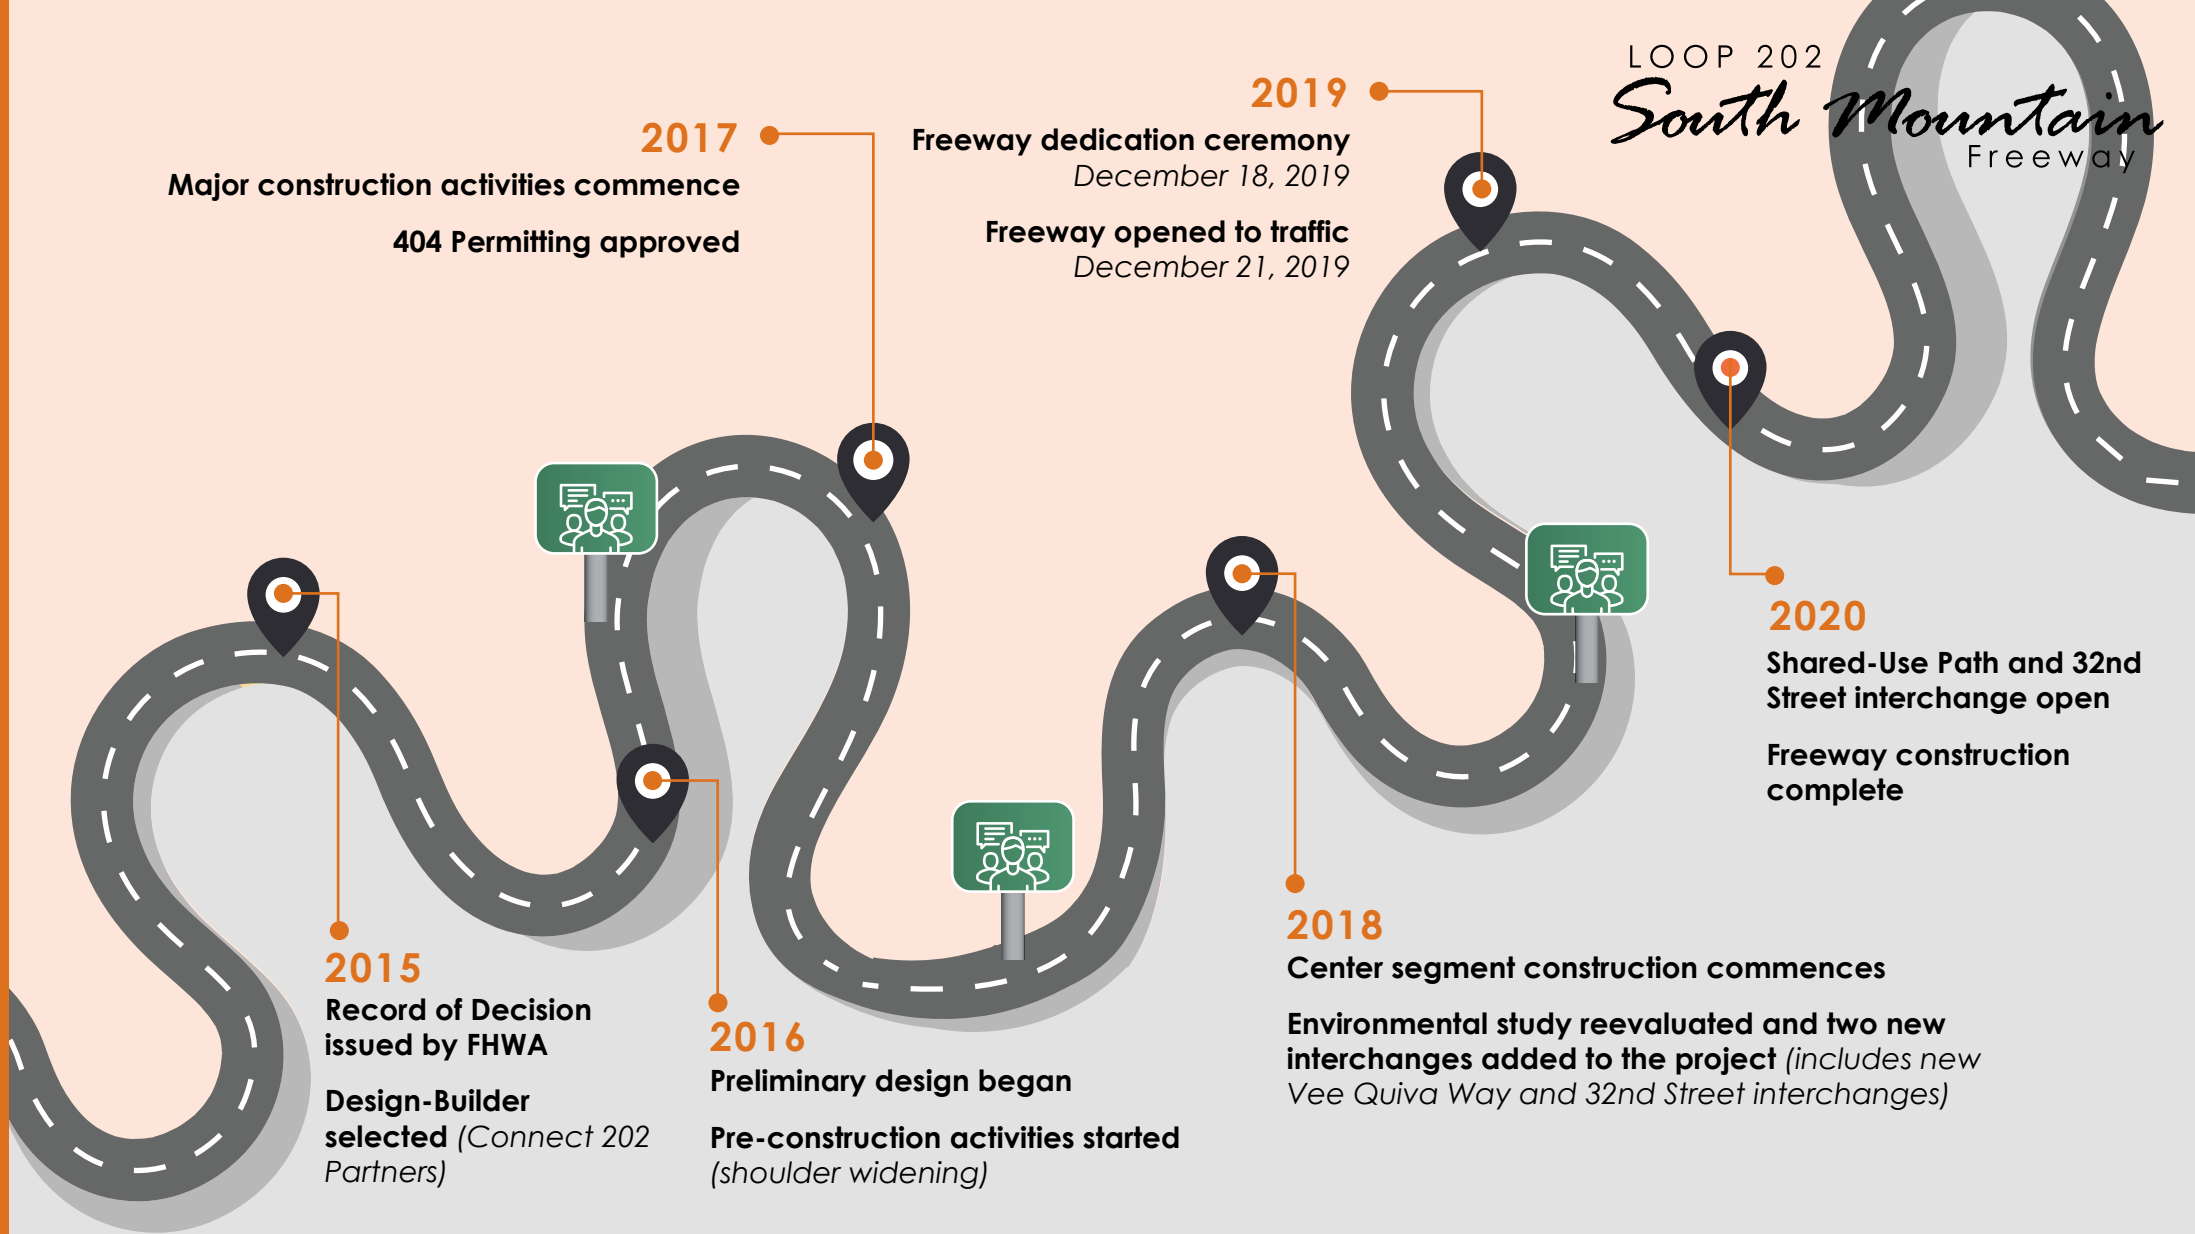 LOOP 202
South Mountain
Freeway
2015
Record of Decision
issued by FHWA
Design-Builder
selected (Connect 202
Partners)
2016
Preliminary design began
Pre-construction activities started
(shoulder widening)
2017
Major construction activities commence
404 Permitting approved
2018
Center segment construction commences
Environmental study reevaluated and two new
interchanges added to the project (includes new
Vee Quiva Way and 32nd Street interchanges)
2019
Freeway dedication ceremony
December 18, 2019
Freeway opened to traffic
December 21, 2019
2020
Shared-Use Path and 32nd
Street interchange open
Freeway construction
complete